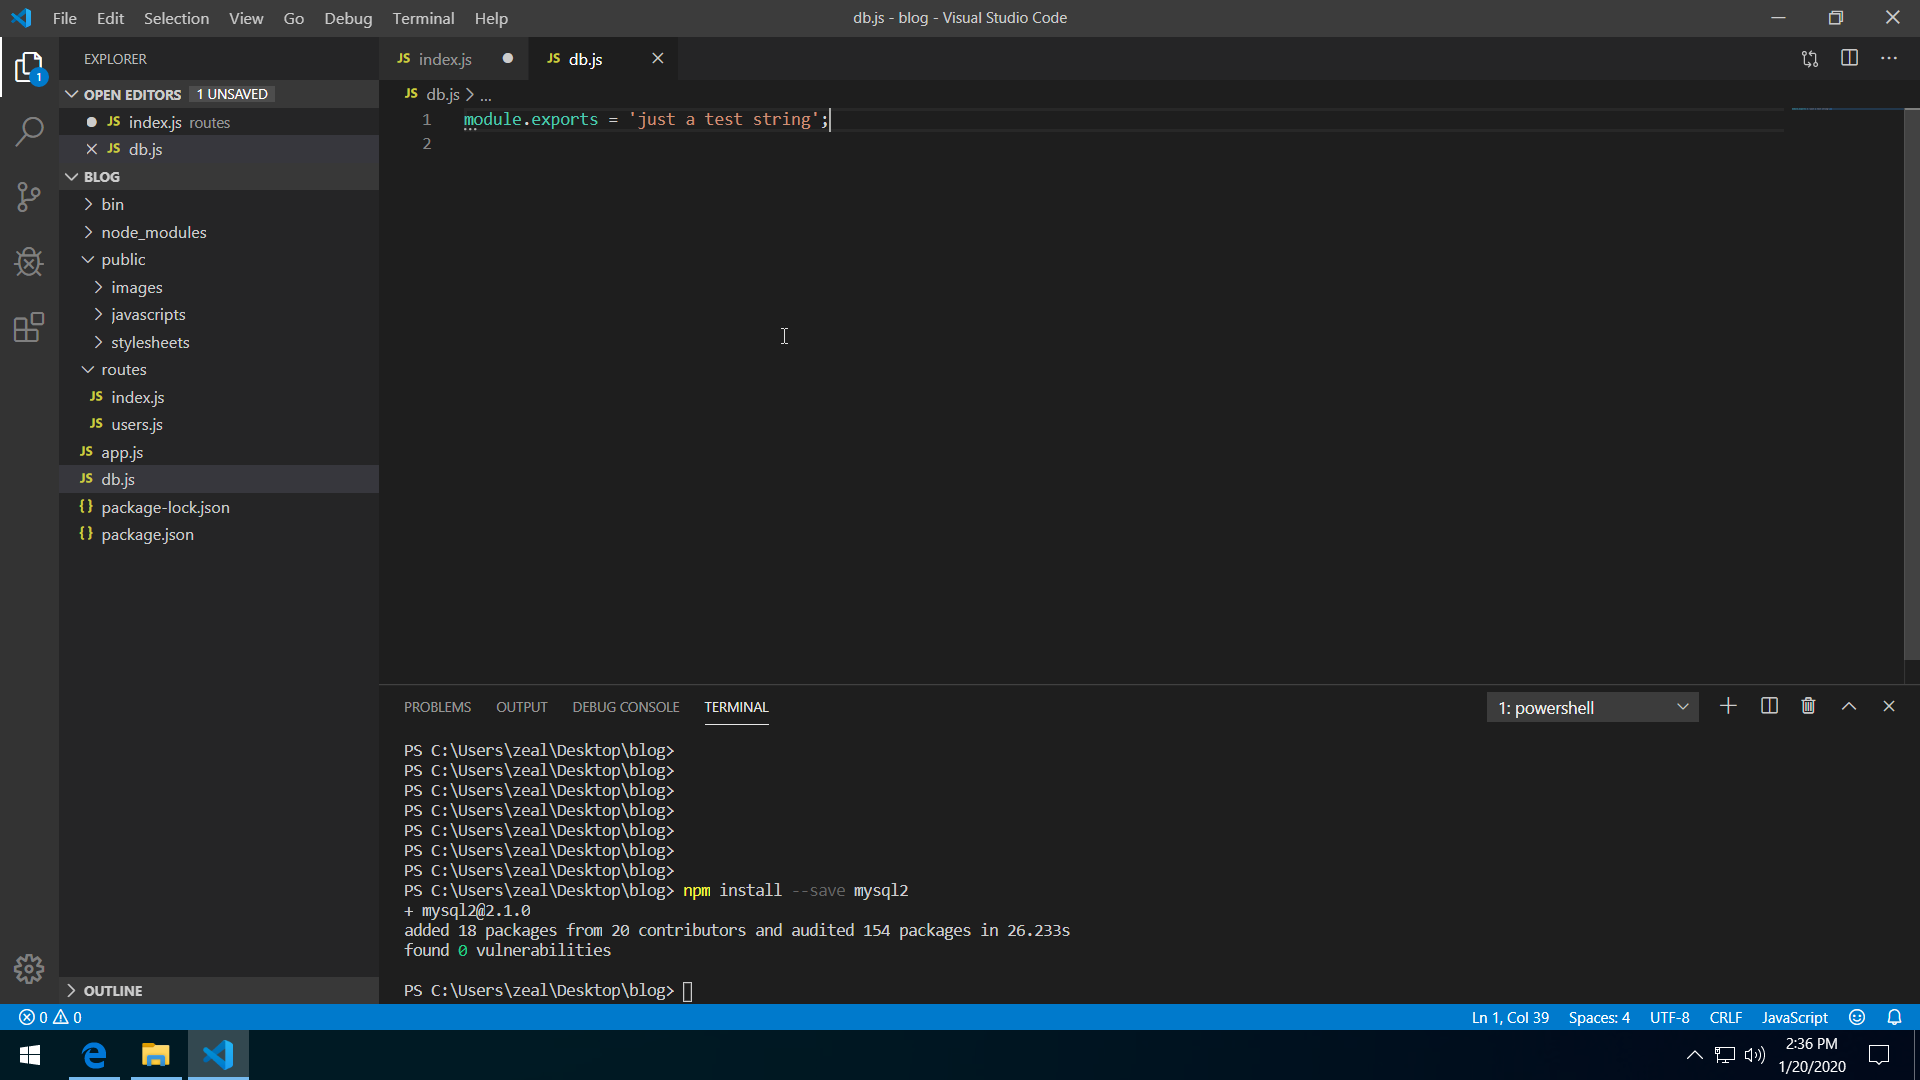 File Edit Selection View Go Debug Terminal Help
db.js - blog - Visual Studio Code
1
EXPLORER
OPEN EDITORS 1 UNSAVED
JS index.js routes
JS db.js
BLOG
bin
node_modules
public
images
javascripts
stylesheets
routes
JS index.js
JS users.js
JS app.js
JS db.js
{} package-lock.json
{} package.json
OUTLINE
JS index.js
JS db.js
JS db.js > ...
1 module.exports = 'just a test string';
2
PROBLEMS OUTPUT DEBUG CONSOLE TERMINAL
1: powershell
PS C:\Users\zeal\Desktop\blog>
PS C:\Users\zeal\Desktop\blog>
PS C:\Users\zeal\Desktop\blog>
PS C:\Users\zeal\Desktop\blog>
PS C:\Users\zeal\Desktop\blog>
PS C:\Users\zeal\Desktop\blog>
PS C:\Users\zeal\Desktop\blog>
PS C:\Users\zeal\Desktop\blog> npm install --save mysql2
+ mysql2@2.1.0
added 18 packages from 20 contributors and audited 154 packages in 26.233s
found 0 vulnerabilities
PS C:\Users\zeal\Desktop\blog>
0 0
Ln 1, Col 39 Spaces: 4 UTF-8 CRLF JavaScript
2:36 PM
1/20/2020